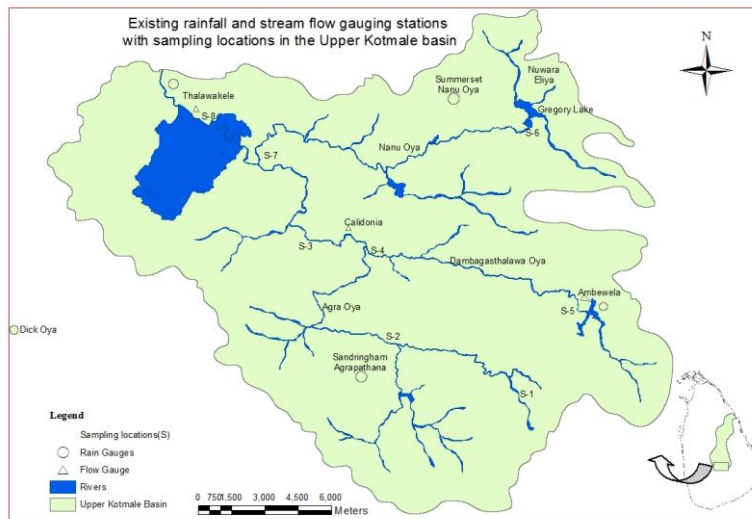 Existing rainfall and stream flow gauging stations
with sampling locations in the Upper Kotmale basin
N
Thalawakele
S-8
S-7
Summerset
Nanu Oya
Nuwara
Eliya
Gregory Lake
S-6
Nanu Oya
Calidonia
S-3
S-4
Dambagasthalawa Oya
Ambewela
S-5
Agra Oya
Dick Oya
S-2
Sandringham
Agrapathana
S-1
Legend
Sampling locations(S)
Rain Gauges
Flow Gauge
Rivers
Upper Kotmale Basin
0 750 1,500 3,000 4,500 6,000
Meters